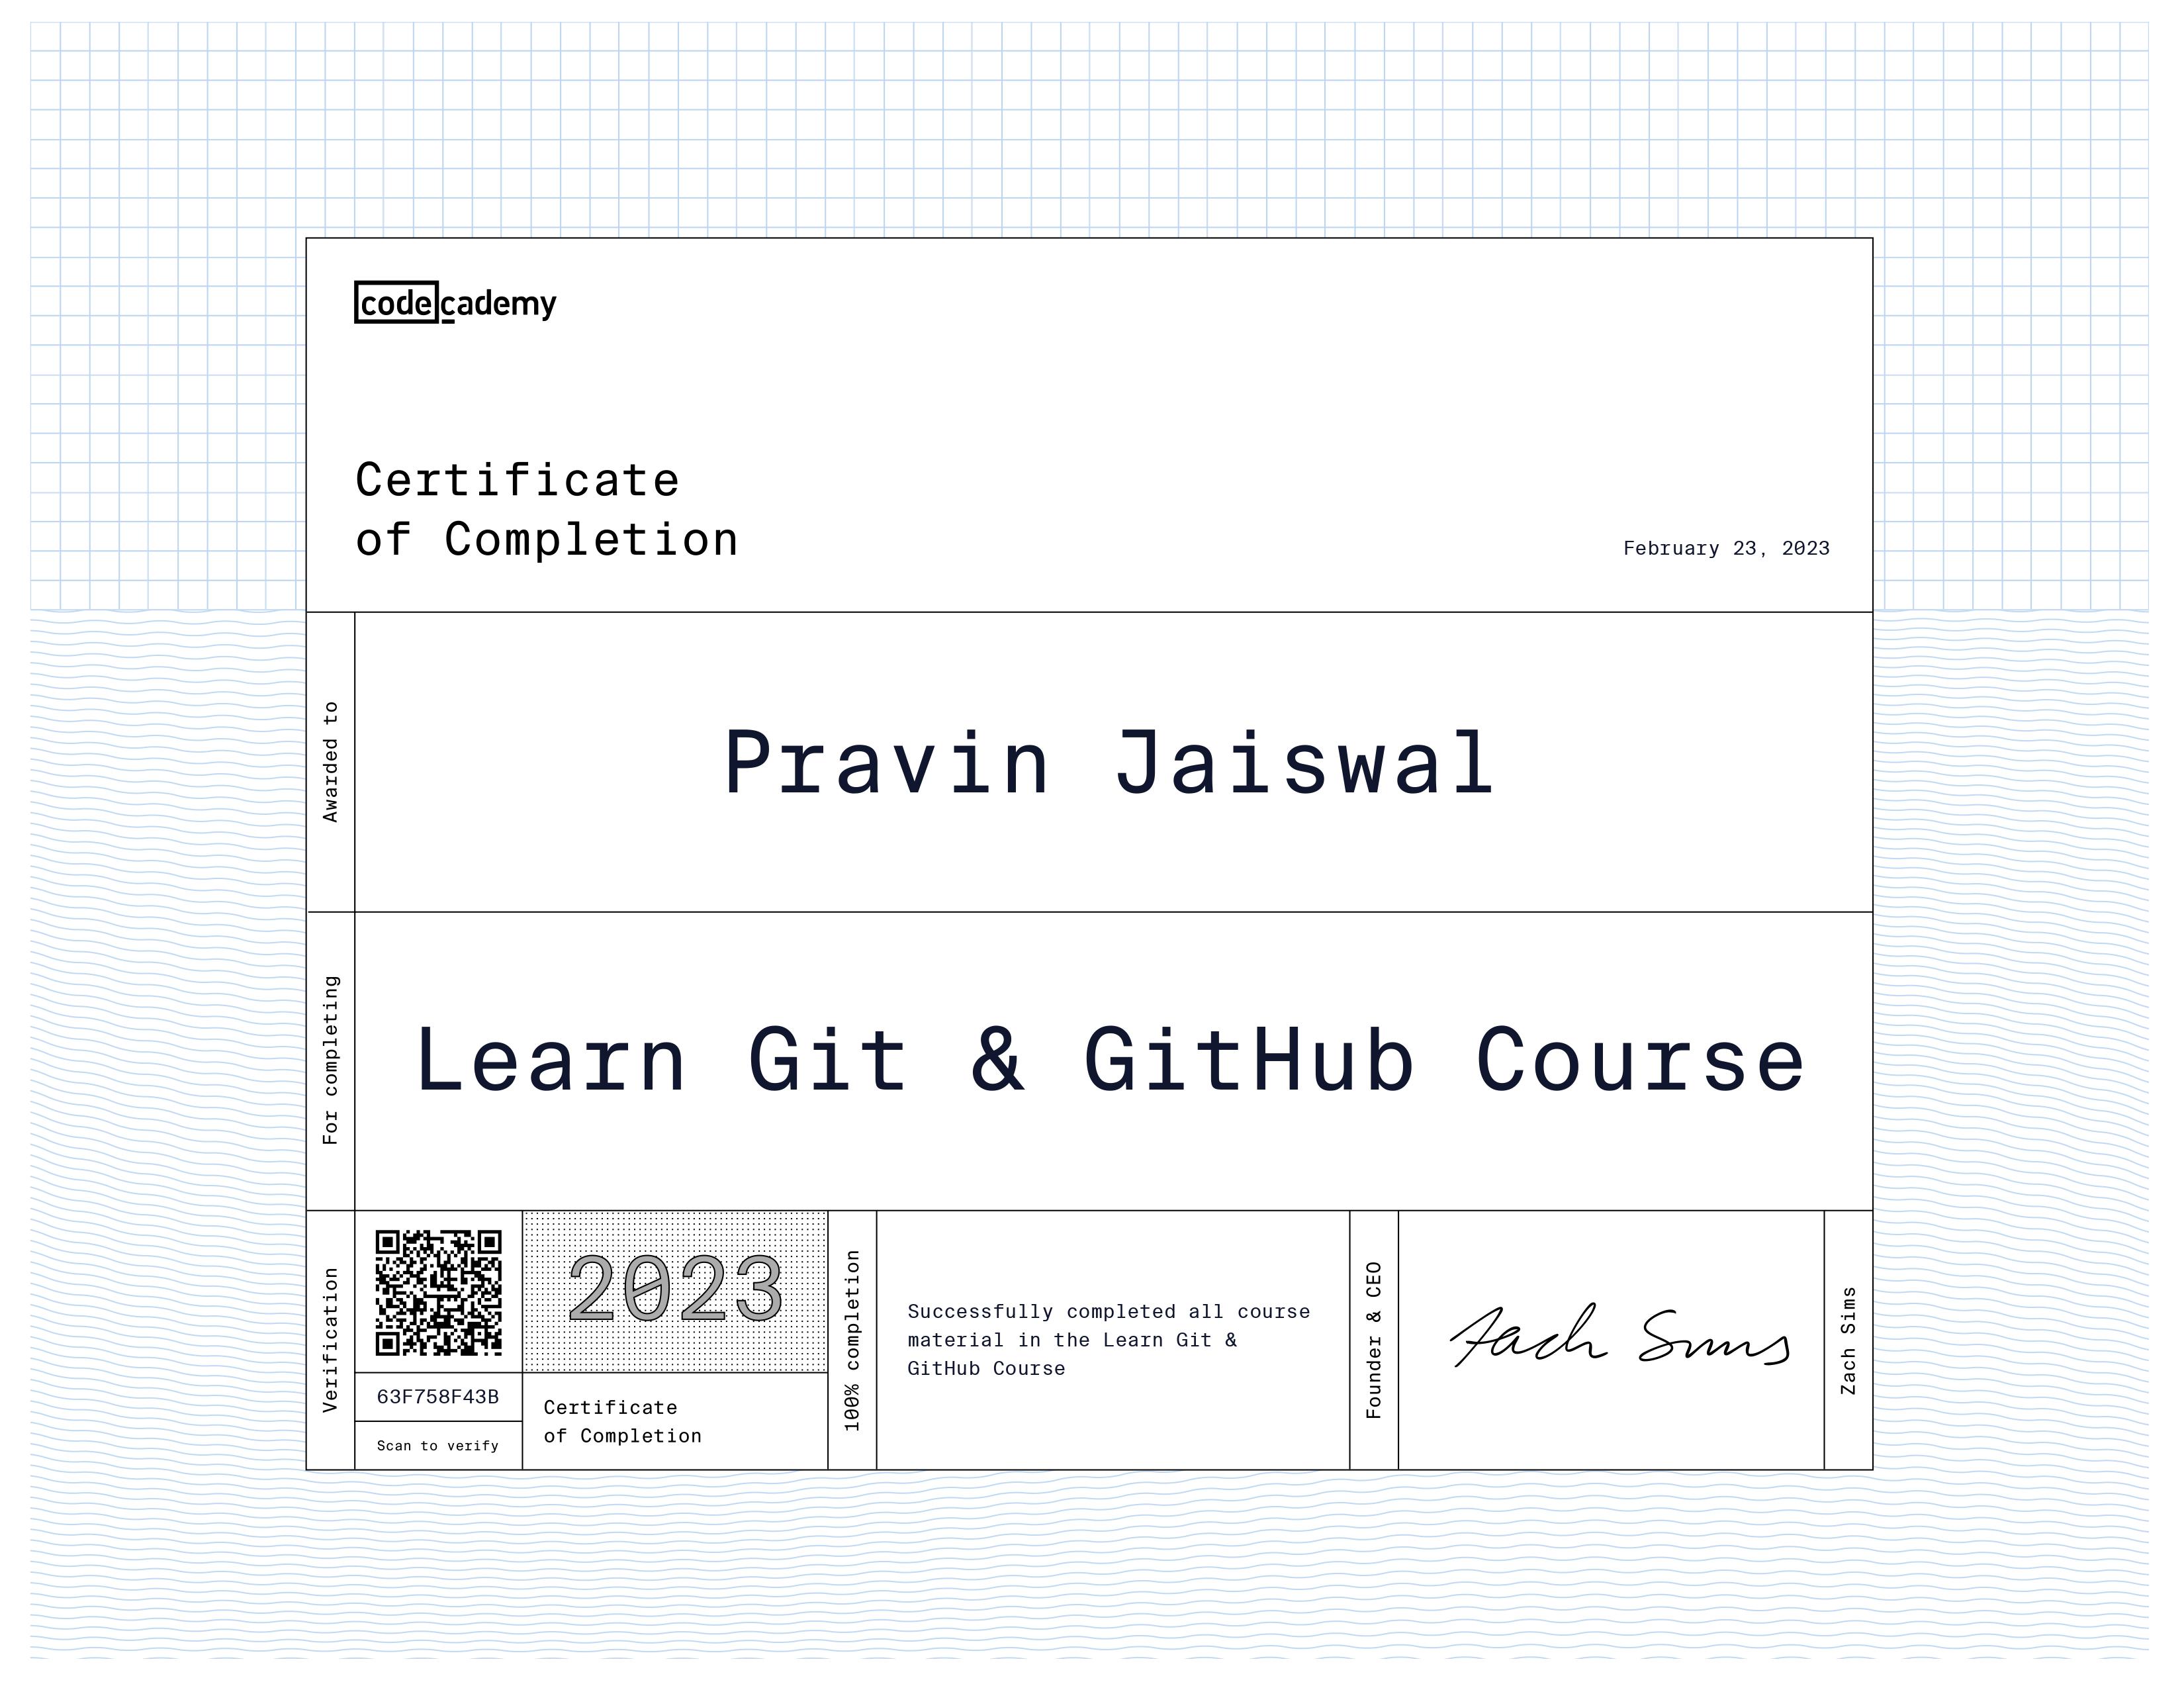 codecademy
Certificate
of Completion
February 23, 2023
Awarded to
Pravin Jaiswal
For completing
Learn Git & GitHub Course
Verification
63F758F43B
Scan to verify
2023
Certificate
of Completion
100% completion
Successfully completed all course
material in the Learn Git &
GitHub Course
Founder & CEO
Zach Sims
Zach Sims